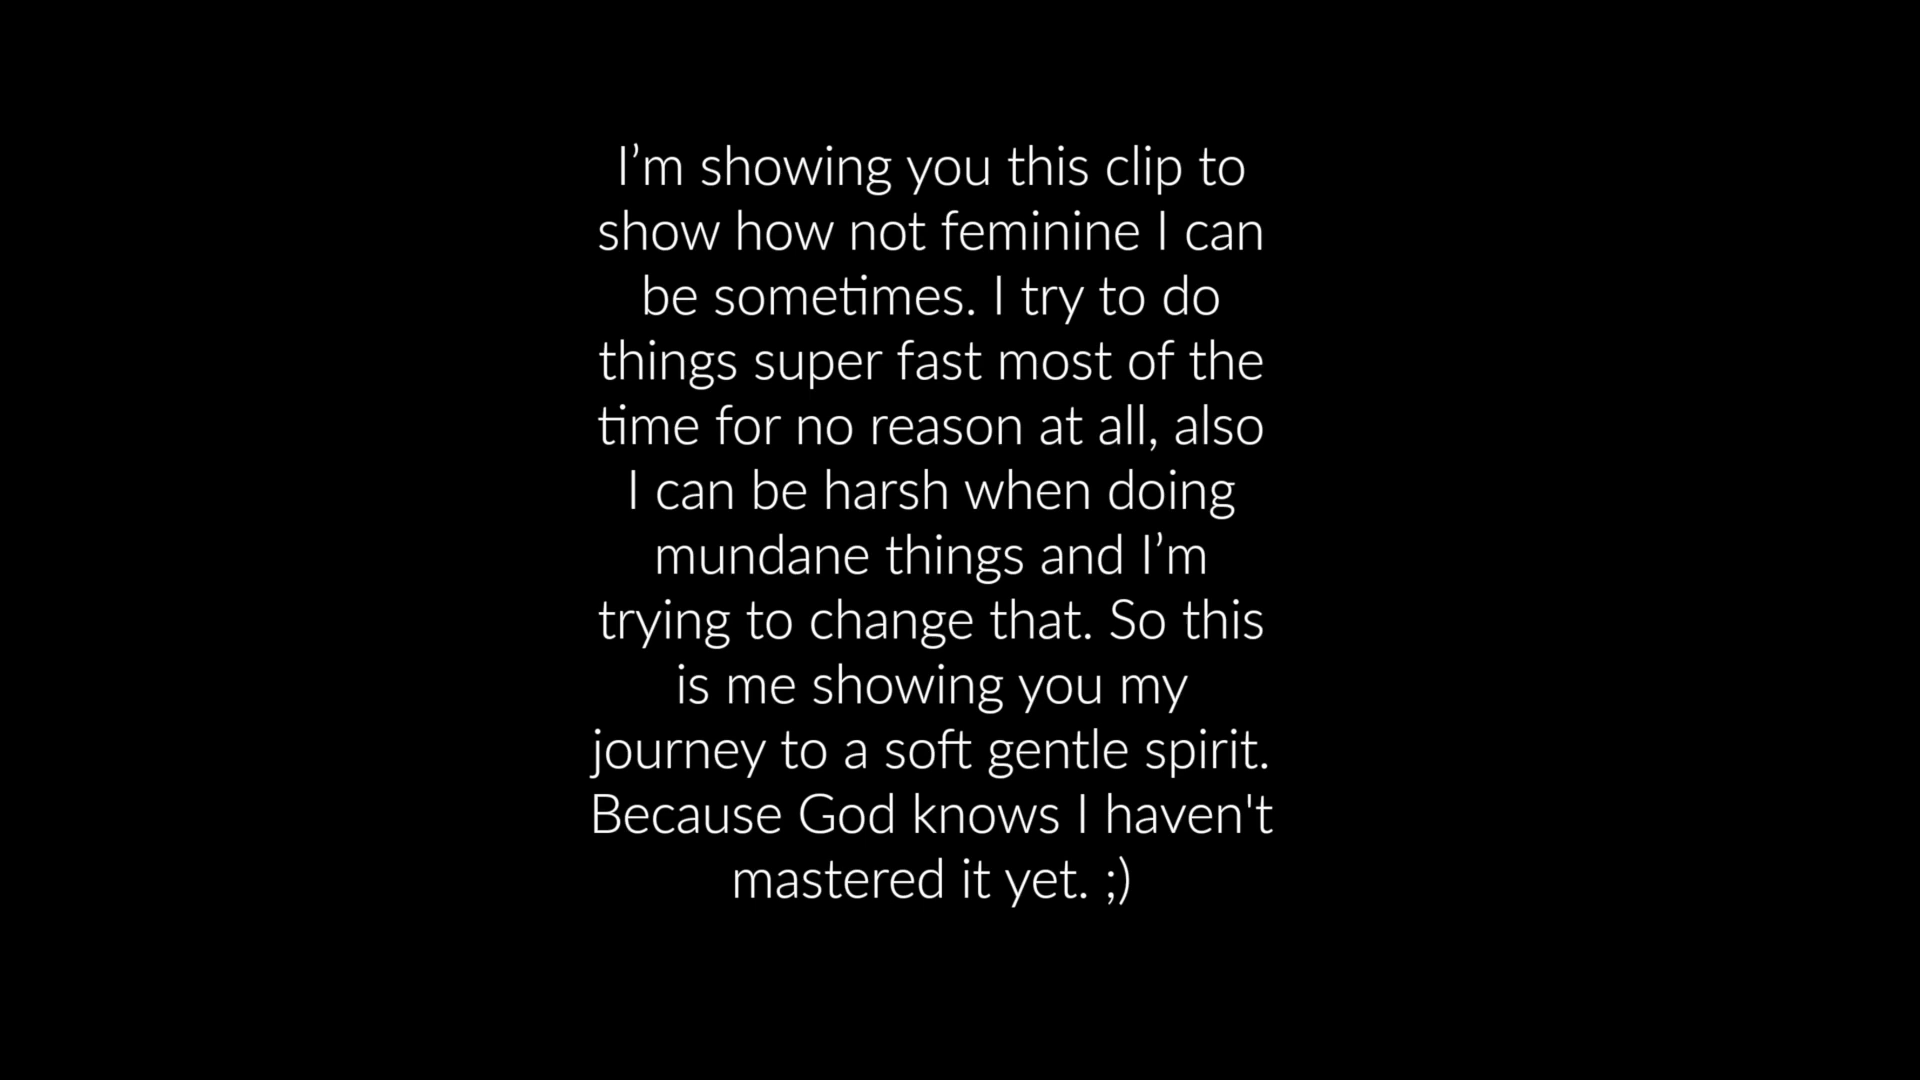 I’m showing you this clip to
show how not feminine I can
be sometimes. I try to do
things super fast most of the
time for no reason at all, also
I can be harsh when doing
mundane things and I’m
trying to change that. So this
is me showing you my
journey to a soft gentle spirit.
Because God knows I haven't
mastered it yet. ;)